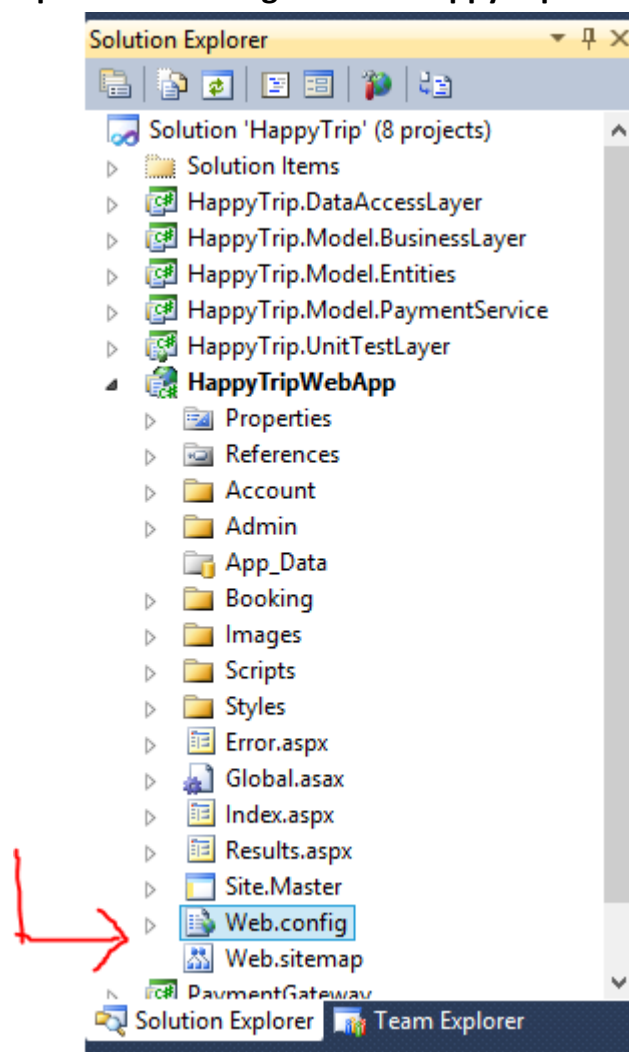 Solution Explorer
Solution 'HappyTrip' (8 projects)
Solution Items
HappyTrip.DataAccessLayer
HappyTrip.Model.BusinessLayer
HappyTrip.Model.Entities
HappyTrip.Model.PaymentService
HappyTrip.UnitTestLayer
HappyTripWebApp
Properties
References
Account
Admin
App_Data
Booking
Images
Scripts
Styles
Error.aspx
Global.asax
Index.aspx
Results.aspx
Site.Master
Web.config
Web.sitemap
PaymentGateway
Solution Explorer Team Explorer